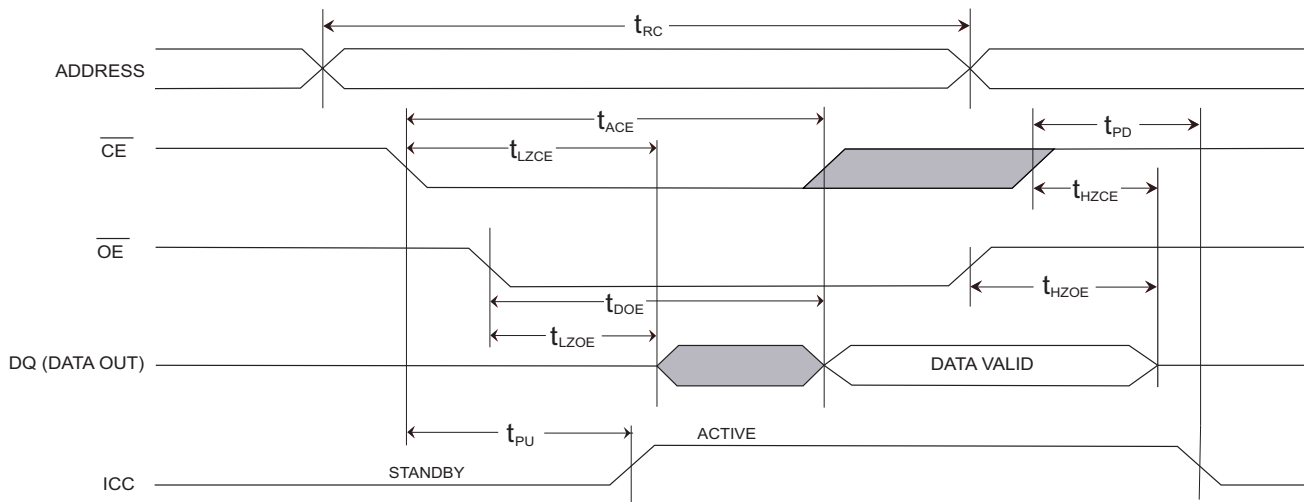 tRC
ADDRESS
tACE
tPD
CE
tLZCE
tHZCE
OE
tHZOE
tDOE
tLZOE
DQ (DATA OUT)
DATA VALID
tPU
ACTIVE
STANDBY
ICC